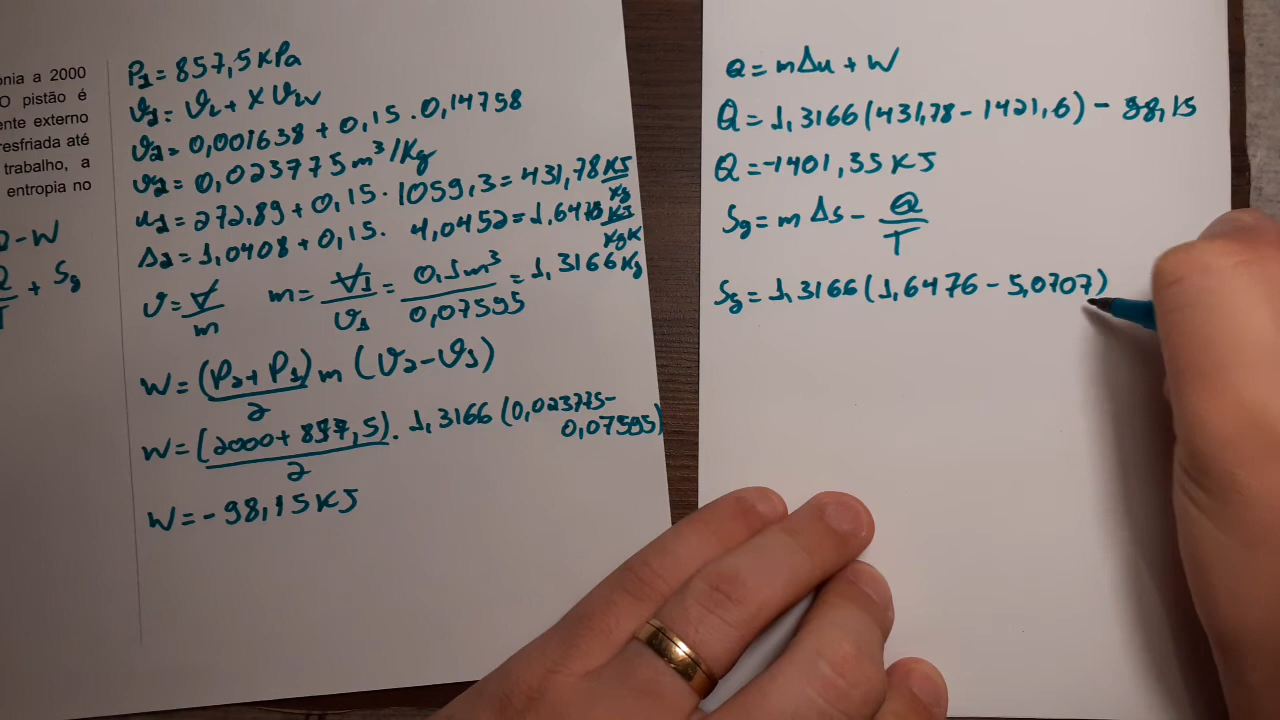 onia a 2000
O pistão é
ente externo
resfriada até
trabalho, a
entropia no
Q-W
Q/T + Sg
P2 = 857,5 KPa
v2 = vL + x vLv
v2 = 0,001638 + 0,15 . 0,14758
v2 = 0,023775 m³/Kg
u2 = 272.89 + 0,15 . 1059,3 = 431,78 KJ/Kg
s2 = 1,0408 + 0,15 . 4,0452 = 1,6476 KJ/KgK
v = V/m m = V1/v1 = 0,1m³/0,07595 = 1,3166 Kg
W = (P2 + P1)/2 m (v2 - v1)
W = (2000 + 857,5)/2 . 1,3166 (0,023775-
0,07595)
W = -98,15 KJ
Q = mΔu + W
Q = 1,3166 (431,78 - 1421,6) - 98,15
Q = -1401,35 KJ
Sg = m Δs - Q/T
Sg = 1,3166 (1,6476 - 5,0707)